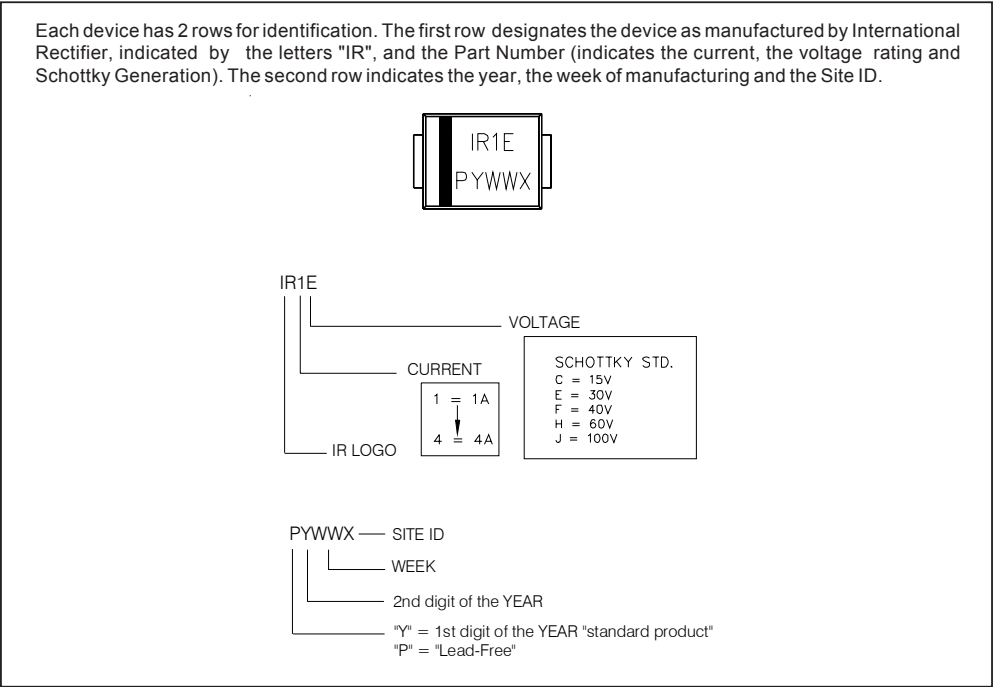 Each device has 2 rows for identification. The first row designates the device as manufactured by International
Rectifier, indicated by the letters "IR", and the Part Number (indicates the current, the voltage rating and
Schottky Generation). The second row indicates the year, the week of manufacturing and the Site ID.
IR1E
PYWWX
IR1E
VOLTAGE
SCHOTTKY STD.
C = 15V
E = 30V
F = 40V
H = 60V
J = 100V
CURRENT
1 = 1A
4 = 4A
IR LOGO
PYWWX
SITE ID
WEEK
2nd digit of the YEAR
"Y" = 1st digit of the YEAR "standard product"
"P" = "Lead-Free"